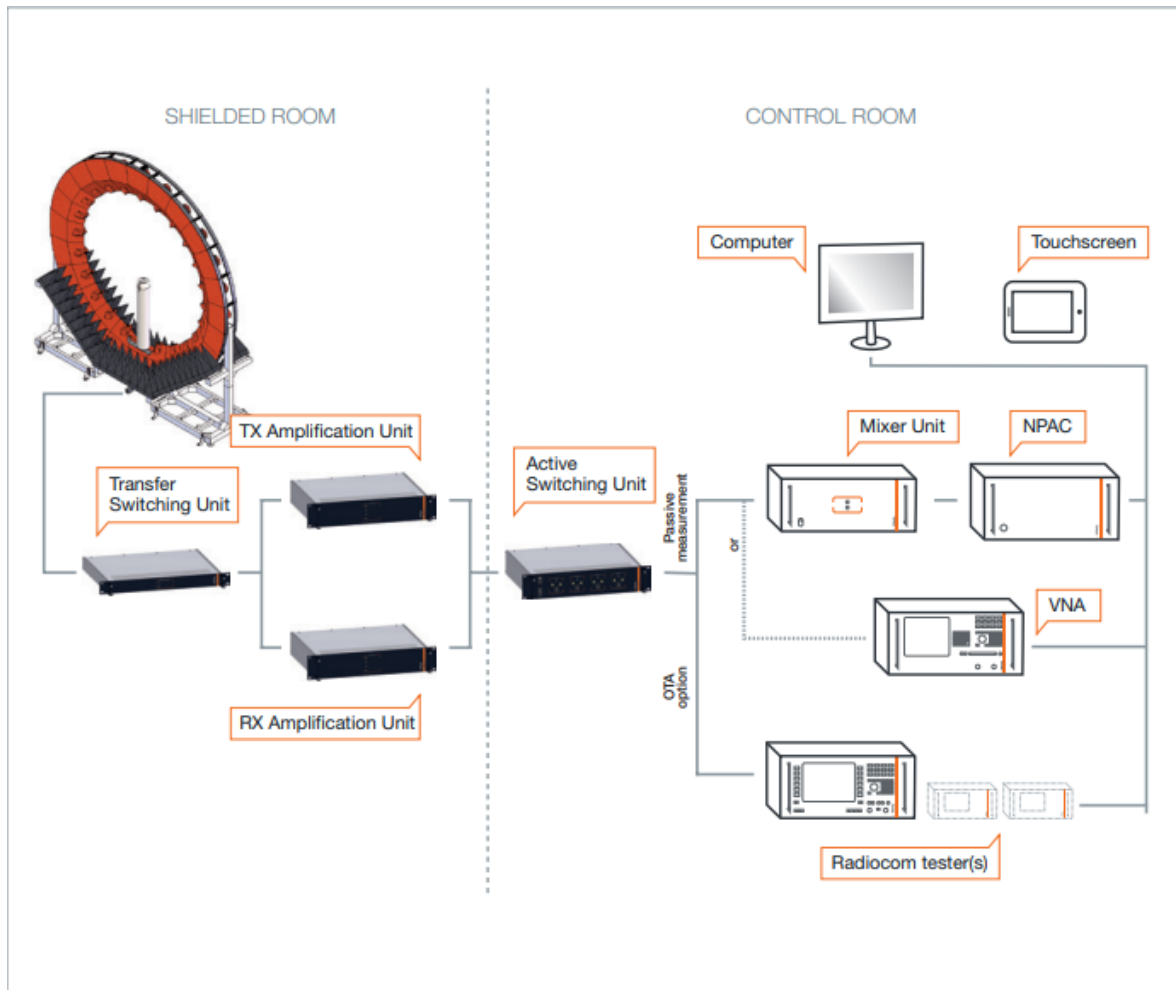 SHIELDED ROOM
CONTROL ROOM
Computer
Touchscreen
TX Amplification Unit
Mixer Unit
NPAC
Transfer
Switching Unit
Active
Switching Unit
Passive
measurement
or
VNA
RX Amplification Unit
OTA
option
Radiocom tester(s)